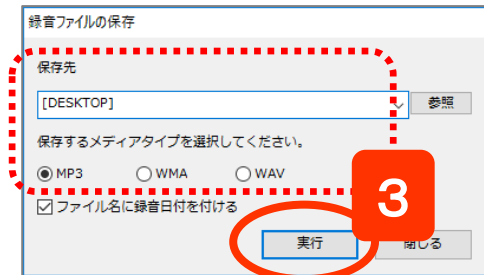 録音ファイルの保存
保存先
[DESKTOP]
参照
保存するメディアタイプを選択してください。
MP3 WMA WAV
ファイル名に録音日付を付ける
3
実行 閉じる